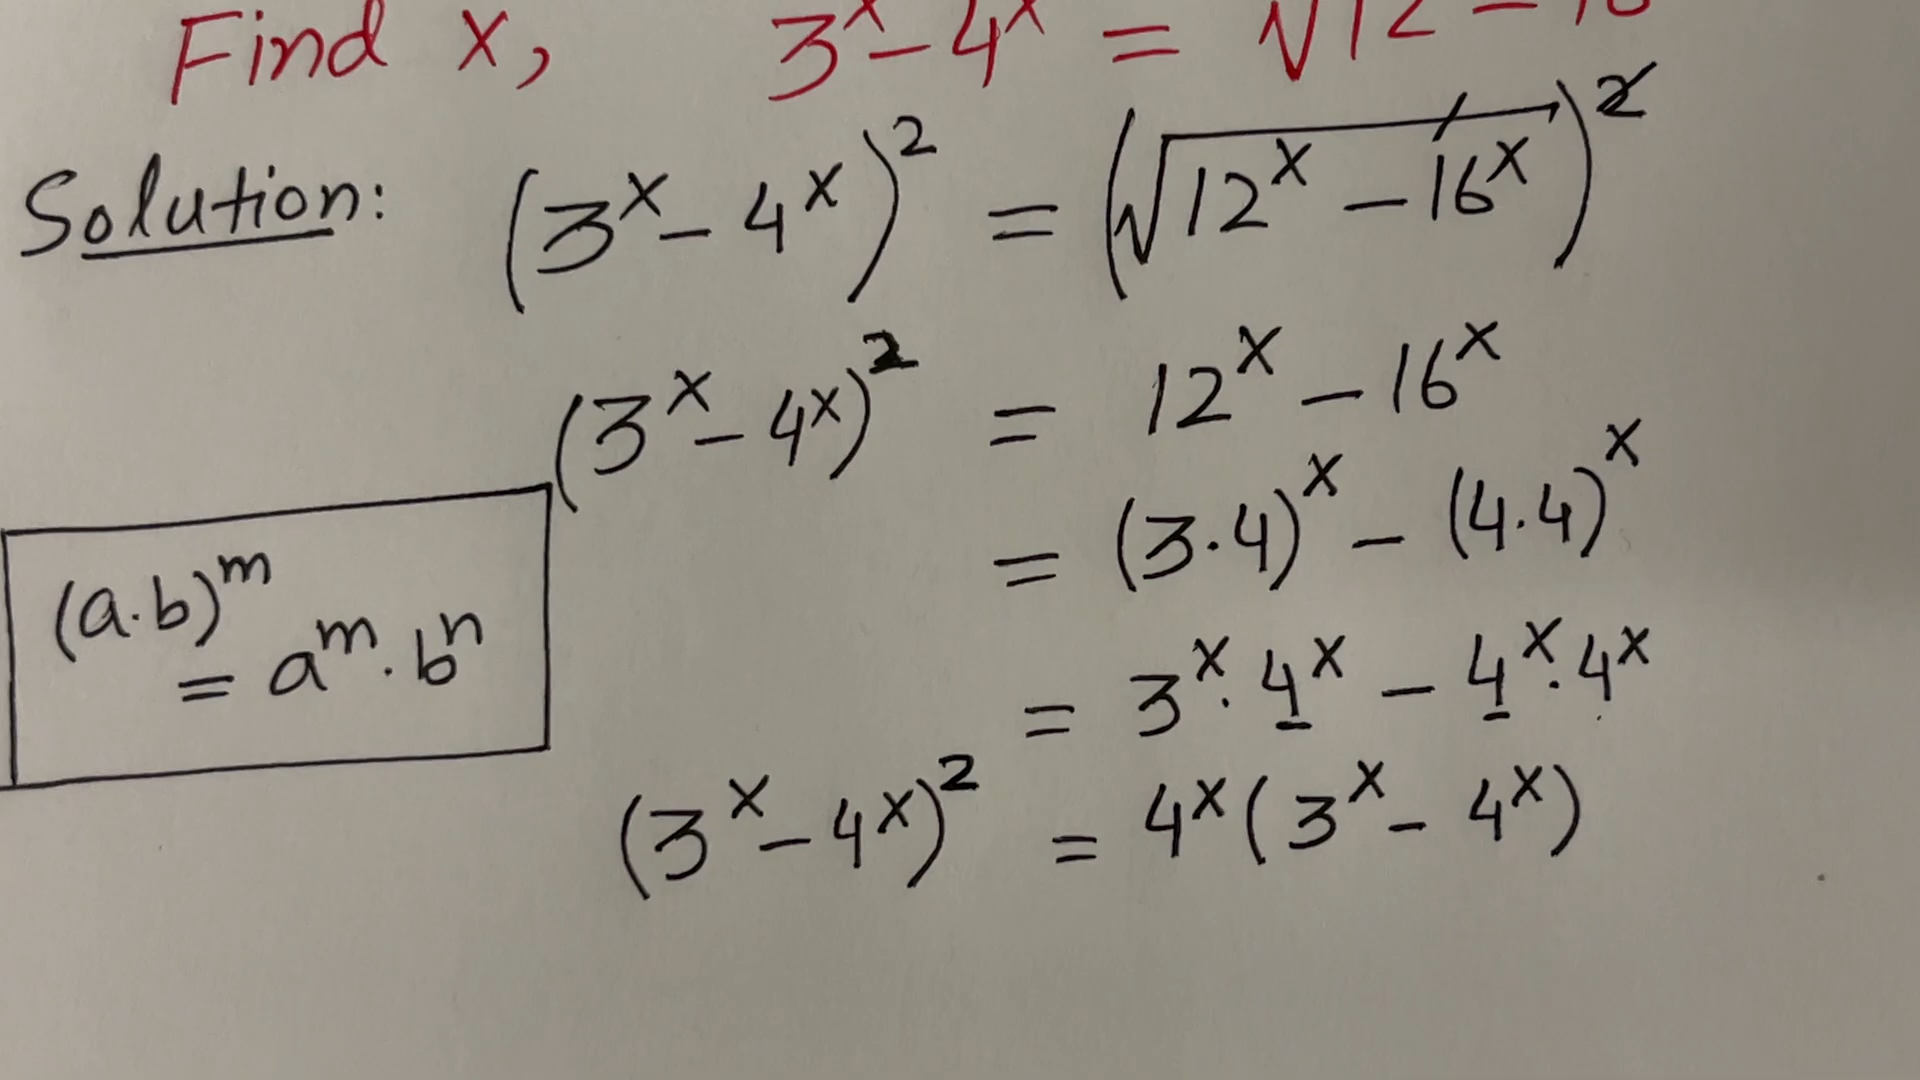 Find x, 3^x - 4^x = √12 - 16
Solution: (3^x - 4^x)^2 = (√12^x - 16^x)^2
(3^x - 4^x)^2 = 12^x - 16^x
= (3·4)^x - (4·4)^x
(a·b)^m
= a^m · b^n
= 3^x · 4^x - 4^x · 4^x
(3^x - 4^x)^2 = 4^x (3^x - 4^x)